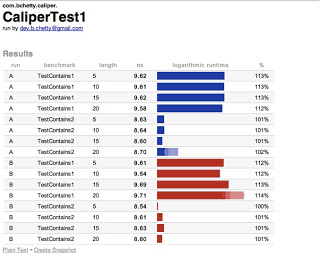 com.bchetty.caliper.
CaliperTest1
run by dev.b.chetty@gmail.com
Results
run benchmark length ns logarithmic runtime %
A TestContains1 5 9.62 113%
A TestContains1 10 9.61 113%
A TestContains1 15 9.62 113%
A TestContains1 20 9.58 112%
A TestContains2 5 8.63 101%
A TestContains2 10 8.64 101%
A TestContains2 15 8.60 101%
A TestContains2 20 8.70 102%
B TestContains1 5 9.61 112%
B TestContains1 10 9.54 112%
B TestContains1 15 9.69 113%
B TestContains1 20 9.71 114%
B TestContains2 5 8.54 100%
B TestContains2 10 8.61 101%
B TestContains2 15 8.63 101%
B TestContains2 20 8.60 101%
Plain Text • Create Snapshot